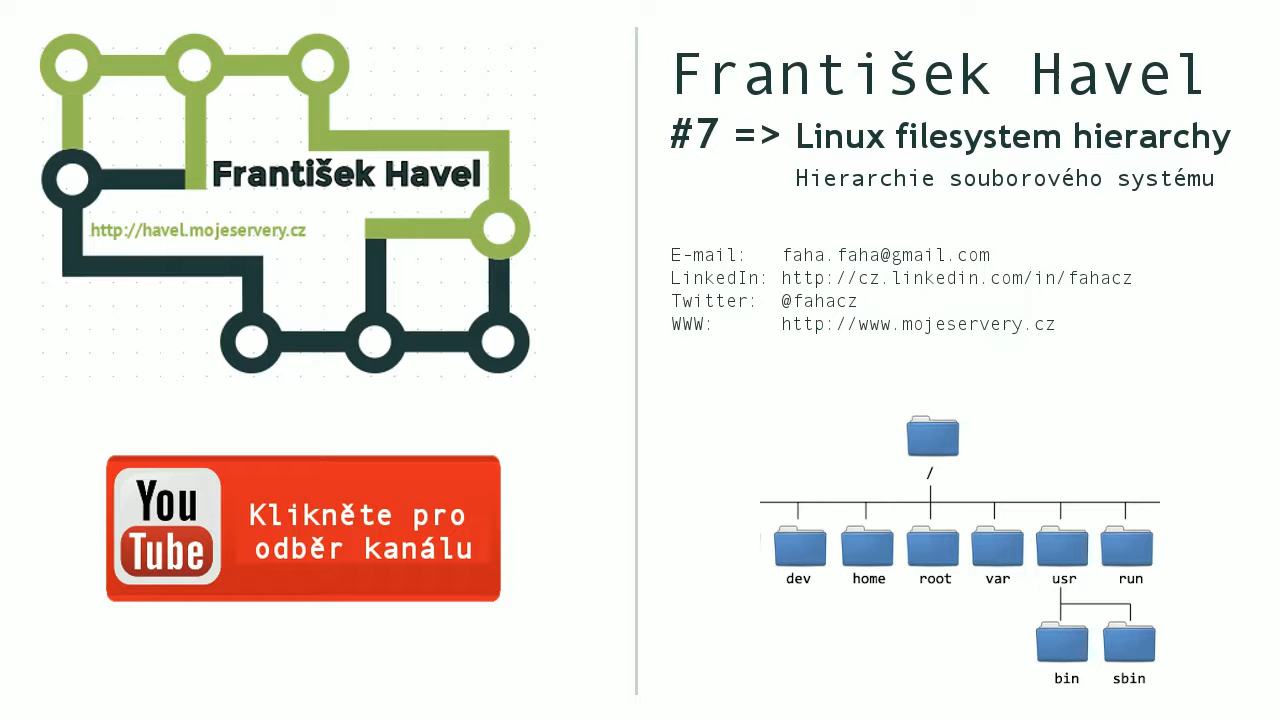 František Havel
http://havel.mojeservery.cz
You
Tube
Klikněte pro
odběr kanálu
František Havel
#7 => Linux filesystem hierarchy
Hierarchie souborového systému
E-mail: faha.faha@gmail.com
LinkedIn: http://cz.linkedin.com/in/fahacz
Twitter: @fahacz
WWW: http://www.mojeservery.cz
/
dev home root var usr run
bin sbin